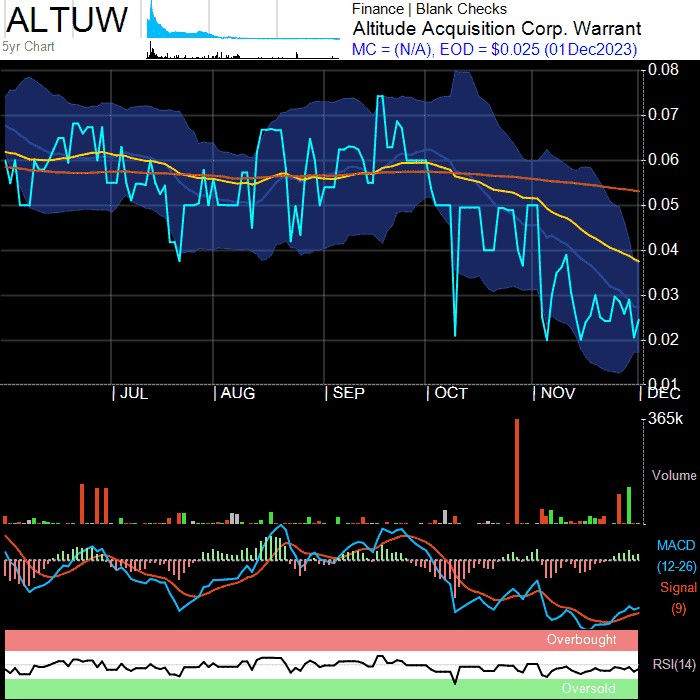 ALTUW
5yr Chart
Finance | Blank Checks
Altitude Acquisition Corp. Warrant
MC = (N/A), EOD = $0.025 (01Dec2023)
0.08
0.07
0.06
0.05
0.04
0.03
0.02
0.01
| JUL | AUG | SEP | OCT | NOV | DEC
365k
Volume
MACD
(12-26)
Signal
(9)
Overbought
RSI(14)
Oversold